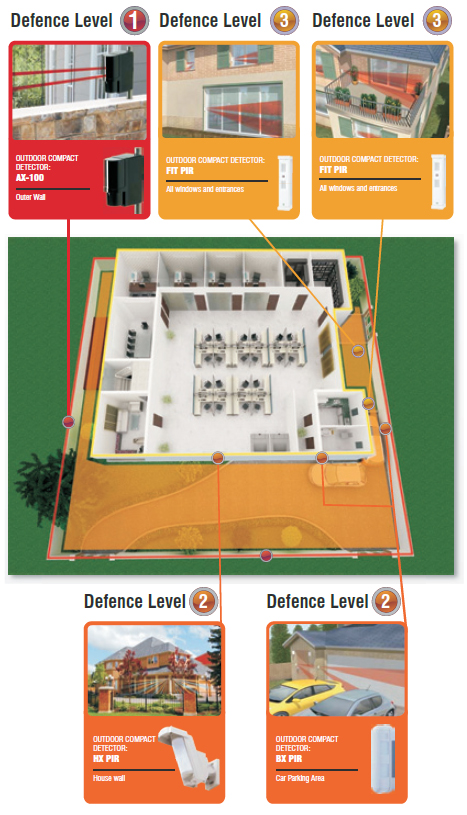 Defence Level 1
Defence Level 3
Defence Level 3
OUTDOOR COMPACT
DETECTOR:
AX-100
Outer Wall
OUTDOOR COMPACT DETECTOR:
FIT PIR
All windows and entrances
OUTDOOR COMPACT DETECTOR:
FIT PIR
All windows and entrances
Defence Level 2
Defence Level 2
OUTDOOR COMPACT
DETECTOR:
HX PIR
House wall
OUTDOOR COMPACT
DETECTOR:
BX PIR
Car Parking Area